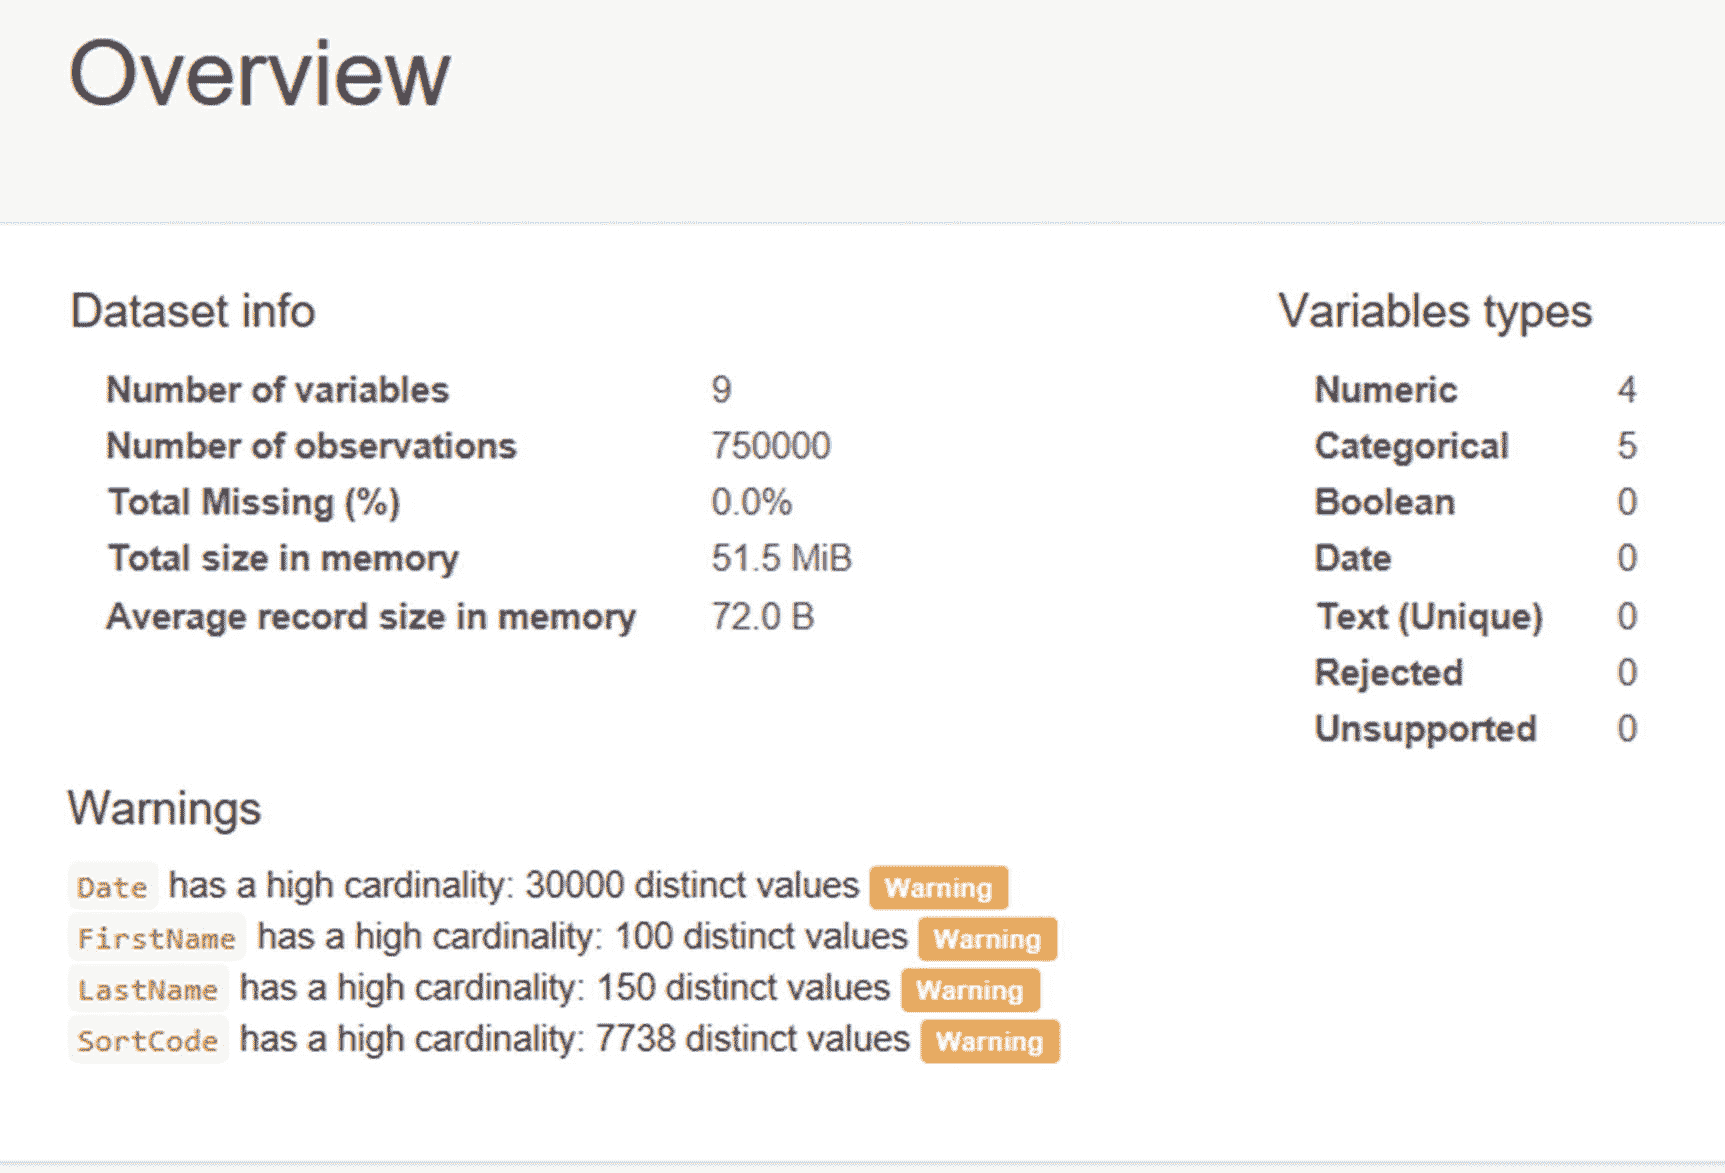 Overview
Dataset info
Number of variables 9
Number of observations 750000
Total Missing (%) 0.0%
Total size in memory 51.5 MiB
Average record size in memory 72.0 B
Variables types
Numeric 4
Categorical 5
Boolean 0
Date 0
Text (Unique) 0
Rejected 0
Unsupported 0
Warnings
Date has a high cardinality: 30000 distinct values Warning
FirstName has a high cardinality: 100 distinct values Warning
LastName has a high cardinality: 150 distinct values Warning
SortCode has a high cardinality: 7738 distinct values Warning